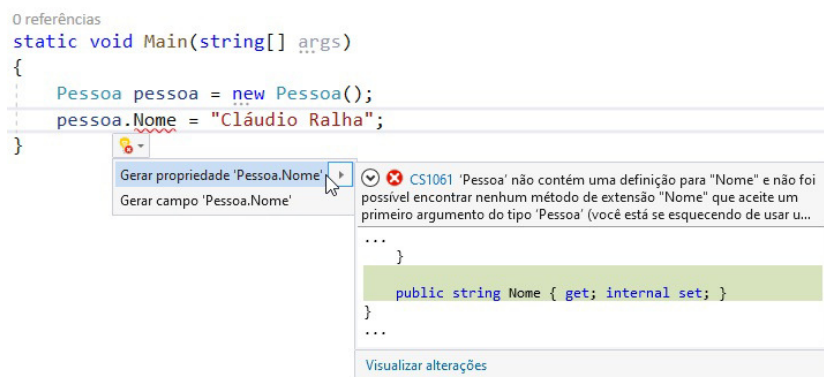 0 referências
static void Main(string[] args)
{
Pessoa pessoa = new Pessoa();
pessoa.Nome = "Cláudio Ralha";
}
Gerar propriedade 'Pessoa.Nome'
Gerar campo 'Pessoa.Nome'
CS1061 'Pessoa' não contém uma definição para "Nome" e não foi
possível encontrar nenhum método de extensão "Nome" que aceite um
primeiro argumento do tipo 'Pessoa' (você está se esquecendo de usar u...
...
}
public string Nome { get; internal set; }
}
...
Visualizar alterações